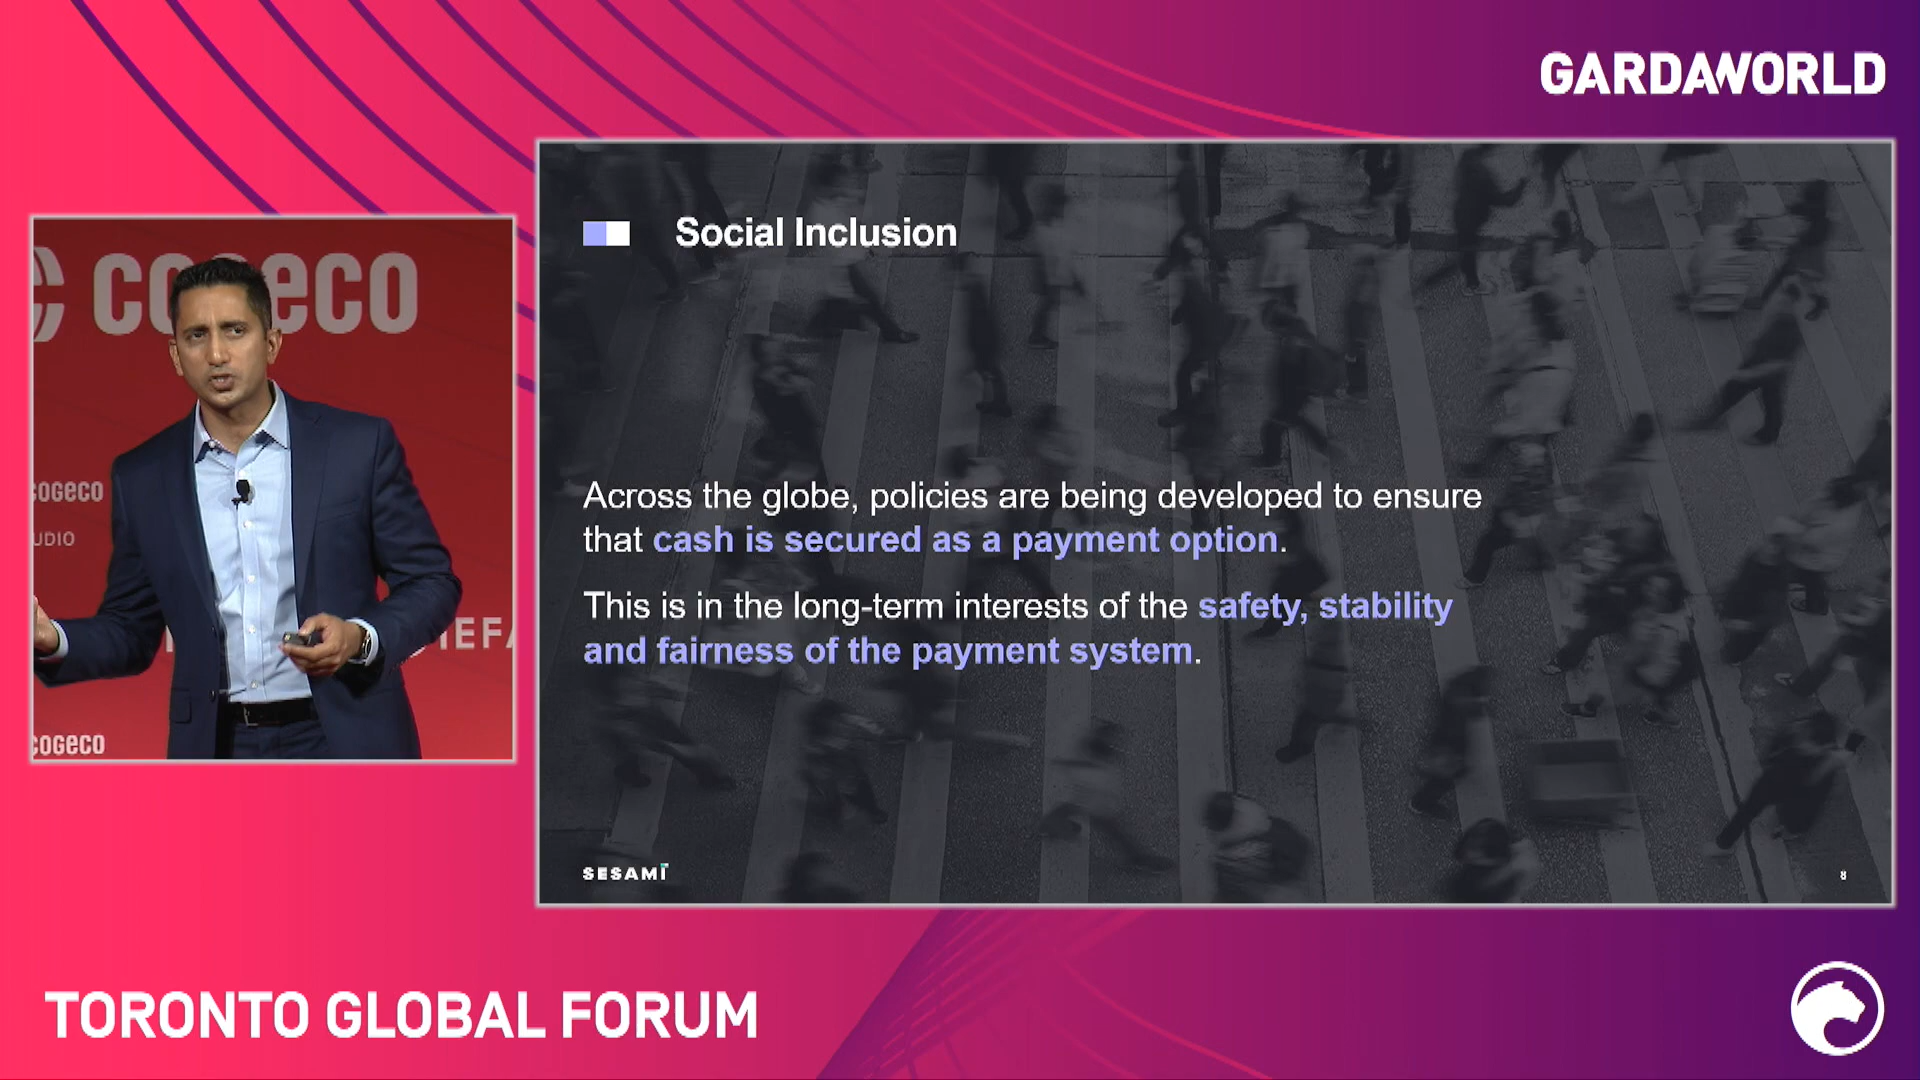 GARDAWORLD
Social Inclusion
cogeco
cogeco
UDIO
IEF
cogeco
Across the globe, policies are being developed to ensure
that cash is secured as a payment option.
This is in the long-term interests of the safety, stability
and fairness of the payment system.
SESAMi
8
TORONTO GLOBAL FORUM